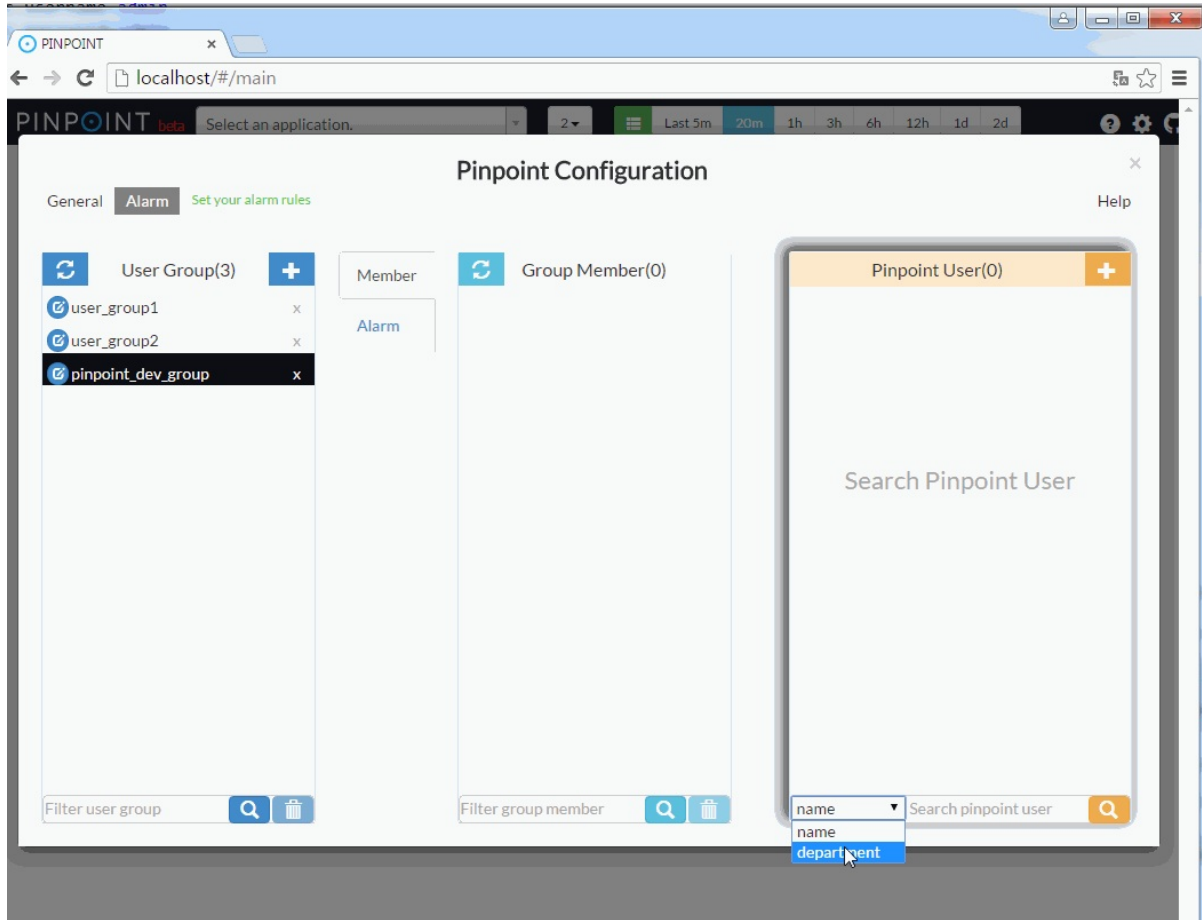 PINPOINT
localhost/#/main
PINPOINT beta Select an application. 2 Last 5m 20m 1h 3h 6h 12h 1d 2d
Pinpoint Configuration
General Alarm Set your alarm rules Help
User Group(3)
user_group1 x
user_group2 x
pinpoint_dev_group x
Filter user group
Member
Alarm
Group Member(0)
Filter group member
Pinpoint User(0)
Search Pinpoint User
name Search pinpoint user
name
department